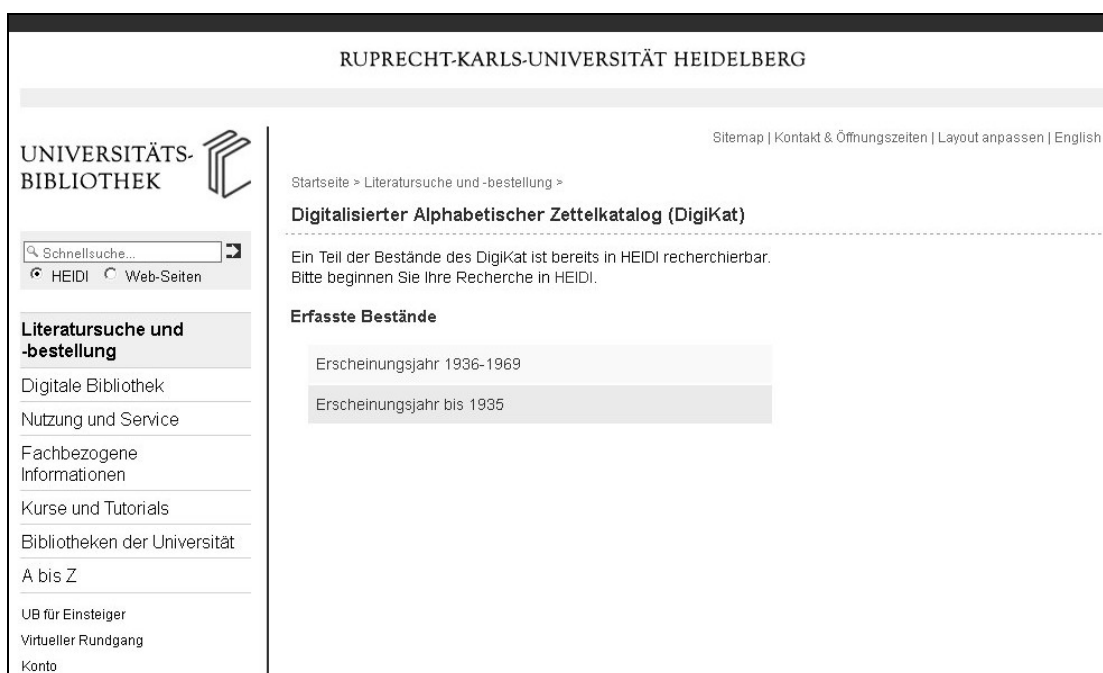 RUPRECHT-KARLS-UNIVERSITÄT HEIDELBERG
UNIVERSITÄTS-
BIBLIOTHEK
Schnellsuche...
HEIDI Web-Seiten
Literatursuche und
-bestellung
Digitale Bibliothek
Nutzung und Service
Fachbezogene
Informationen
Kurse und Tutorials
Bibliotheken der Universität
A bis Z
UB für Einsteiger
Virtueller Rundgang
Konto
Sitemap | Kontakt & Öffnungszeiten | Layout anpassen | English
Startseite > Literatursuche und -bestellung >
Digitalisierter Alphabetischer Zettelkatalog (DigiKat)
Ein Teil der Bestände des DigiKat ist bereits in HEIDI recherchierbar.
Bitte beginnen Sie Ihre Recherche in HEIDI.
Erfasste Bestände
Erscheinungsjahr 1936-1969
Erscheinungsjahr bis 1935